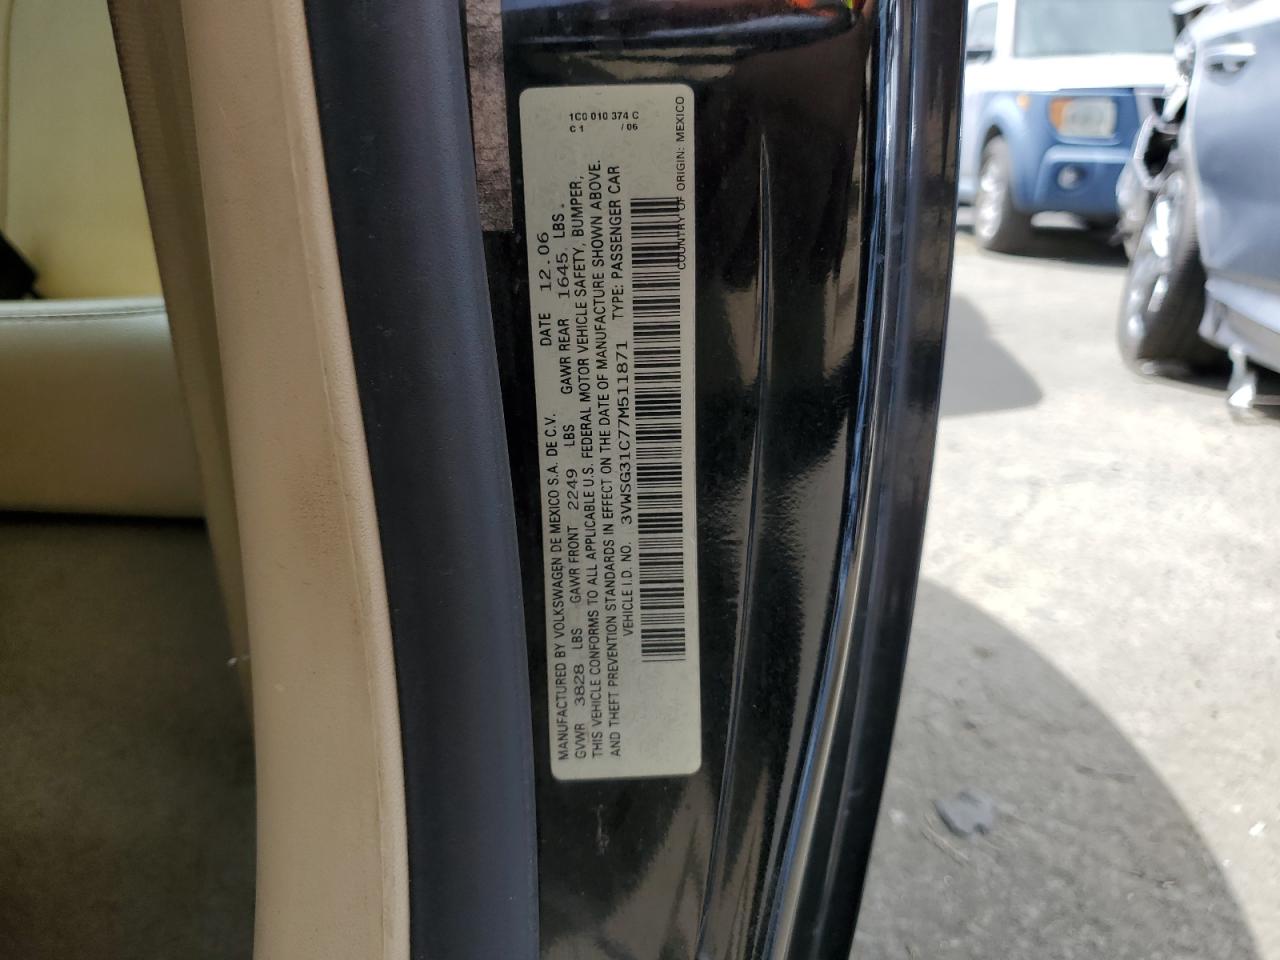 1C0 010 374 C
C 1 / 06
DATE 12.06
MANUFACTURED BY VOLKSWAGEN DE MEXICO S.A. DE C.V.
GVWR 3828 LBS GAWR FRONT 2249 LBS GAWR REAR 1645 LBS.
THIS VEHICLE CONFORMS TO ALL APPLICABLE U.S. FEDERAL MOTOR VEHICLE SAFETY, BUMPER,
AND THEFT PREVENTION STANDARDS IN EFFECT ON THE DATE OF MANUFACTURE SHOWN ABOVE.
VEHICLE I.D. NO. 3VWSG31C77M511871 TYPE: PASSENGER CAR
COUNTRY OF ORIGIN: MEXICO